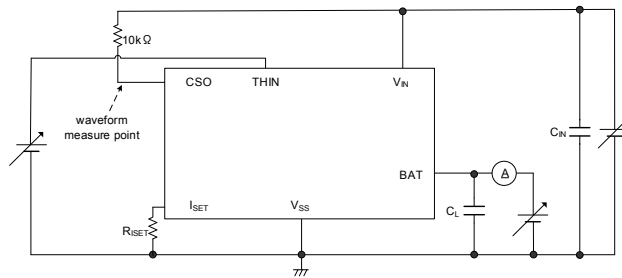 10kΩ
CSO
THIN
VIN
waveform
measure point
CIN
BAT
A
ISET
VSS
CL
RISET